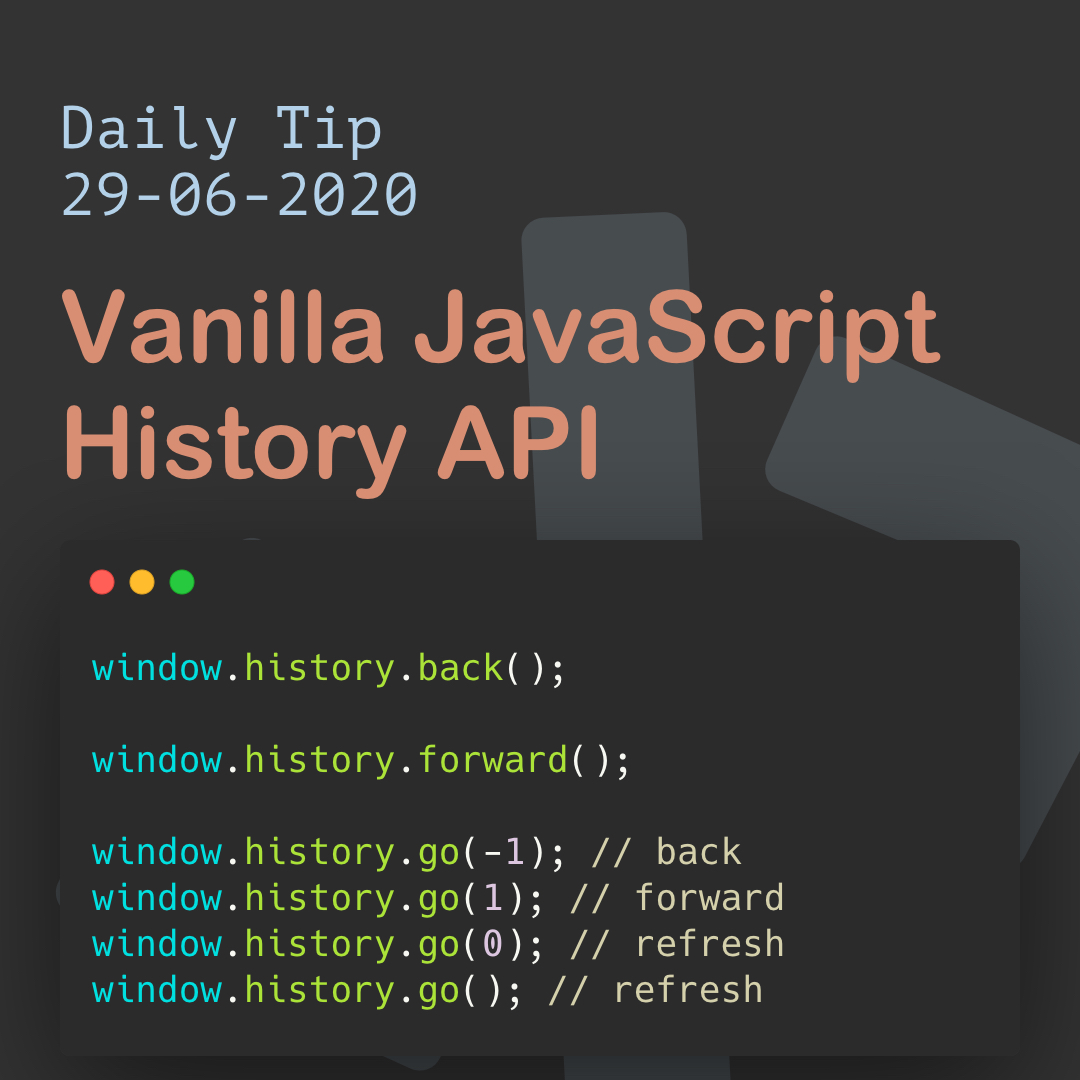 Daily Tip
29-06-2020
Vanilla JavaScript
History API
window.history.back();
window.history.forward();
window.history.go(-1); // back
window.history.go(1); // forward
window.history.go(0); // refresh
window.history.go(); // refresh